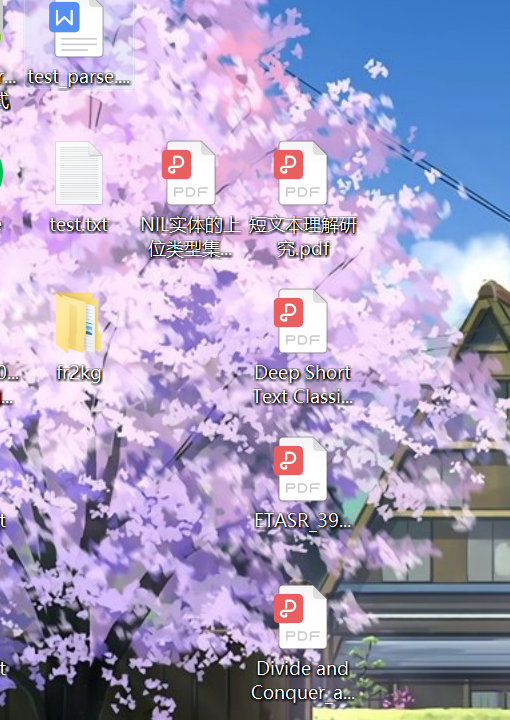 W
r...
test_parse....
式
PDF
PDF
test.txt
NIL实体的上
位类型集...
短文本理解研
究.pdf
PDF
0...
...
fr2kg
Deep Short
Text Classi...
PDF
t
ETASR_39...
PDF
t
Divide and
Conquer_a...